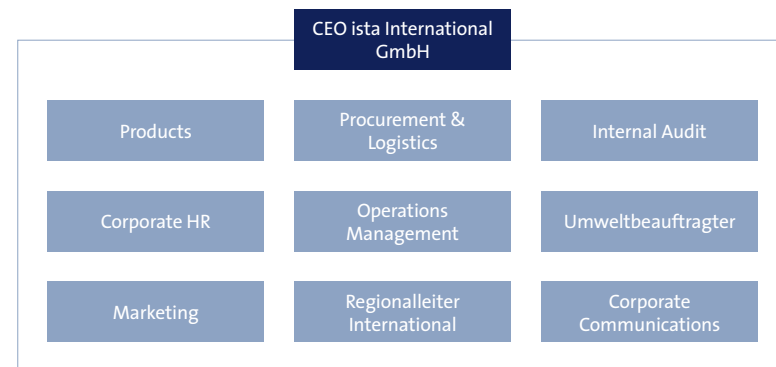 CEO ista International
GmbH
Products
Procurement &
Logistics
Internal Audit
Corporate HR
Operations
Management
Umweltbeauftragter
Marketing
Regionalleiter
International
Corporate
Communications